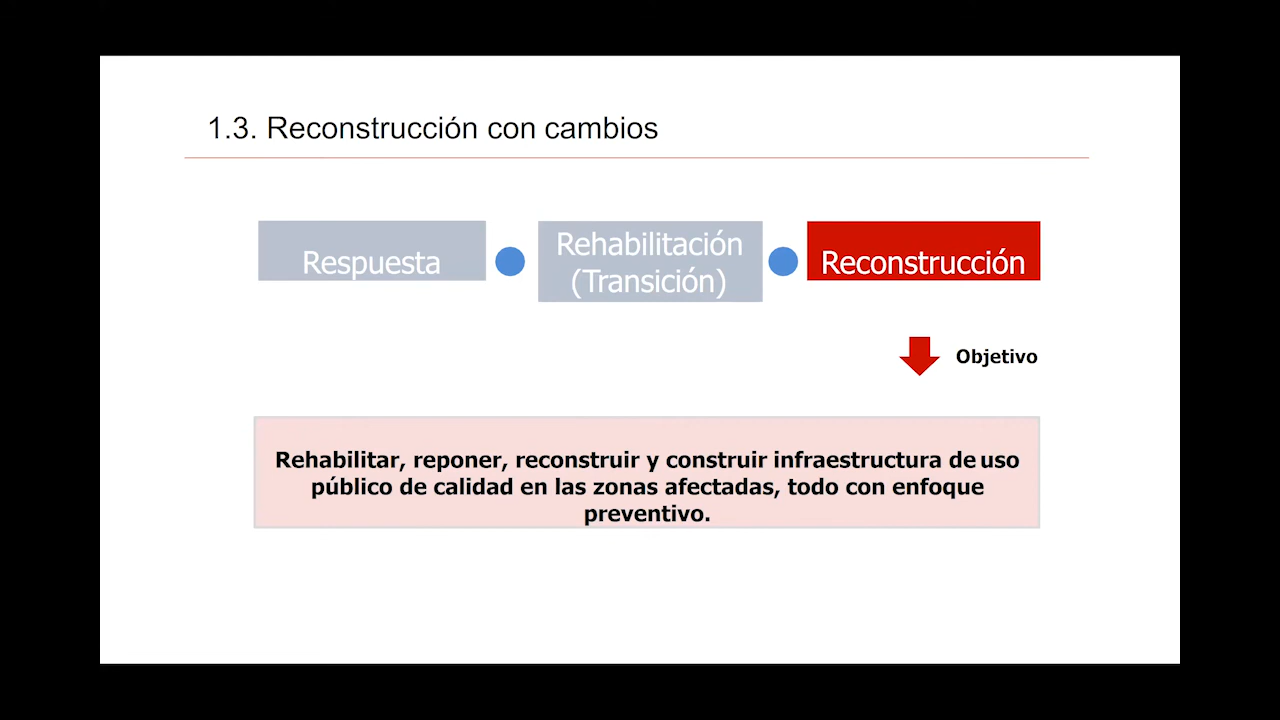 1.3. Reconstrucción con cambios
Respuesta
Rehabilitación
(Transición)
Reconstrucción
Objetivo
Rehabilitar, reponer, reconstruir y construir infraestructura de uso
público de calidad en las zonas afectadas, todo con enfoque
preventivo.